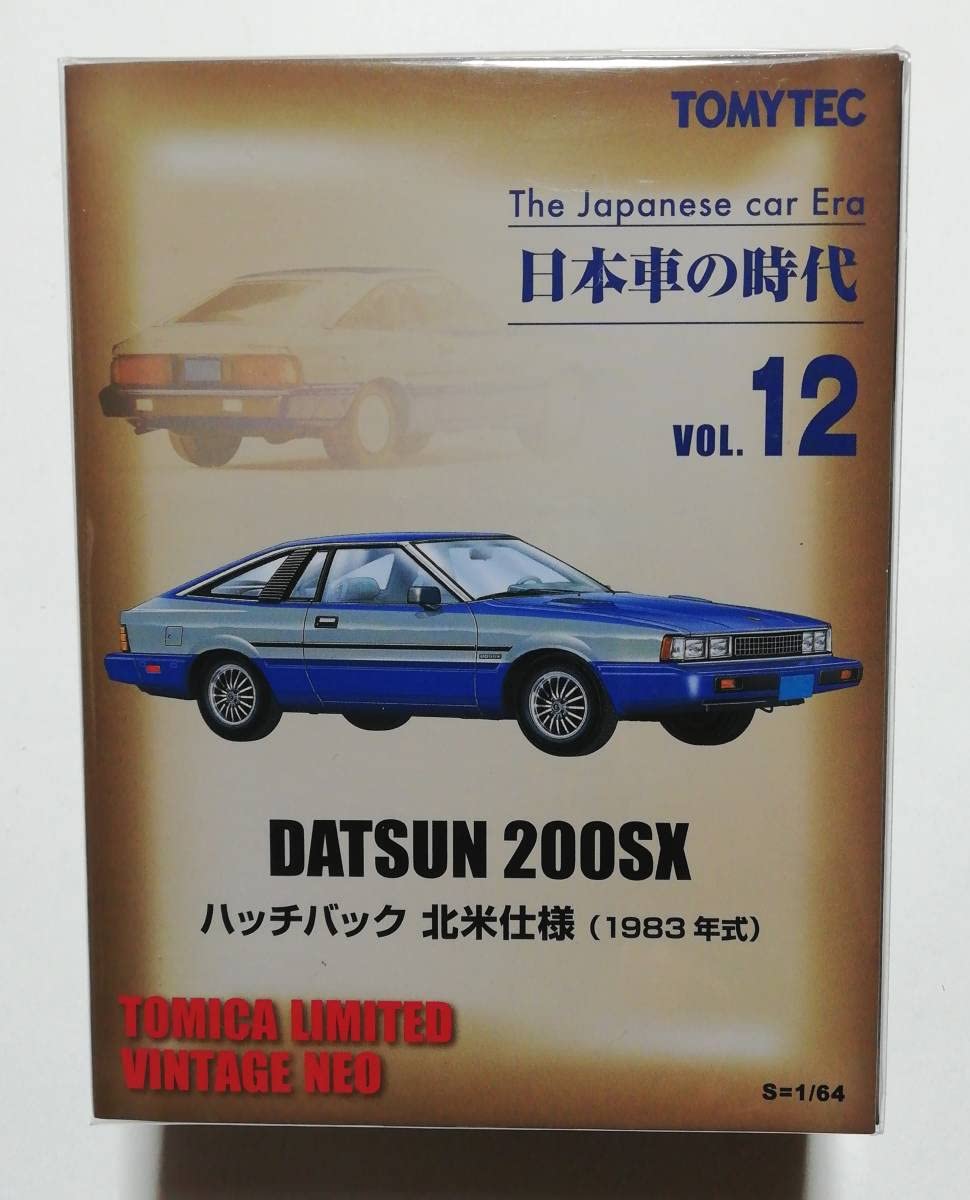 TOMYTEC
The Japanese car Era
日本車の時代
VOL. 12
DATSUN 200SX
ハッチバック 北米仕様（1983年式）
TOMICA LIMITED
VINTAGE NEO
S=1/64